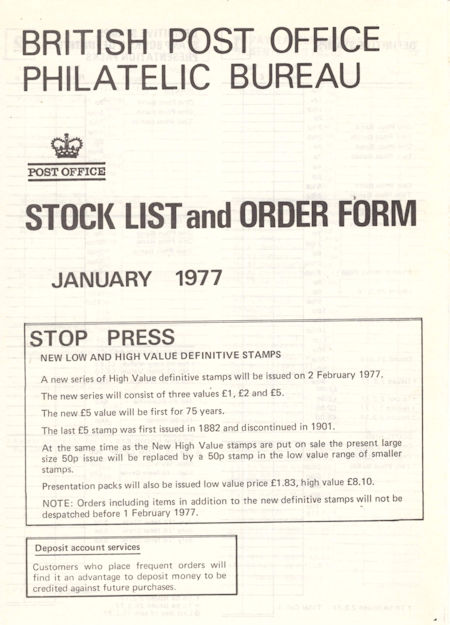 BRITISH POST OFFICE
PHILATELIC BUREAU
POST OFFICE
STOCK LIST and ORDER FORM
JANUARY 1977
STOP PRESS
NEW LOW AND HIGH VALUE DEFINITIVE STAMPS
A new series of High Value definitive stamps will be issued on 2 February 1977.
The new series will consist of three values £1, £2 and £5.
The new £5 value will be first for 75 years.
The last £5 stamp was first issued in 1882 and discontinued in 1901.
At the same time as the New High Value stamps are put on sale the present large
size 50p issue will be replaced by a 50p stamp in the low value range of smaller
stamps.
Presentation packs will also be issued low value price £1.83, high value £8.10.
NOTE: Orders including items in addition to the new definitive stamps will not be
despatched before 1 February 1977.
Deposit account services
Customers who place frequent orders will
find it an advantage to deposit money to be
credited against future purchases.